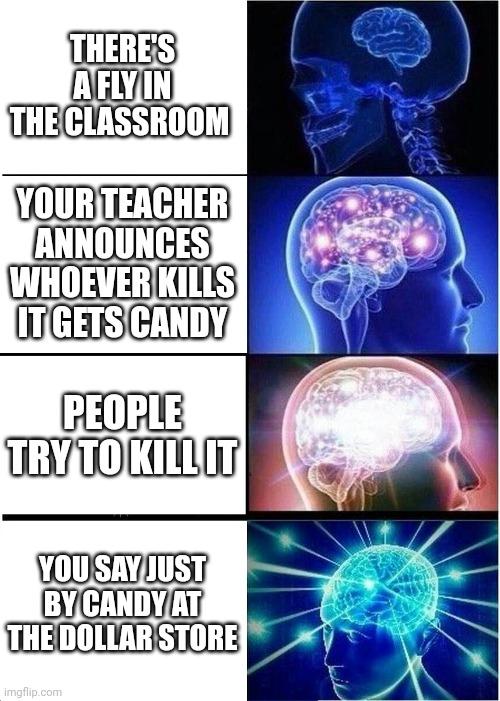 THERE'S
A FLY IN
THE CLASSROOM
YOUR TEACHER
ANNOUNCES
WHOEVER KILLS
IT GETS CANDY
PEOPLE
TRY TO KILL IT
YOU SAY JUST
BY CANDY AT
THE DOLLAR STORE
imgflip.com